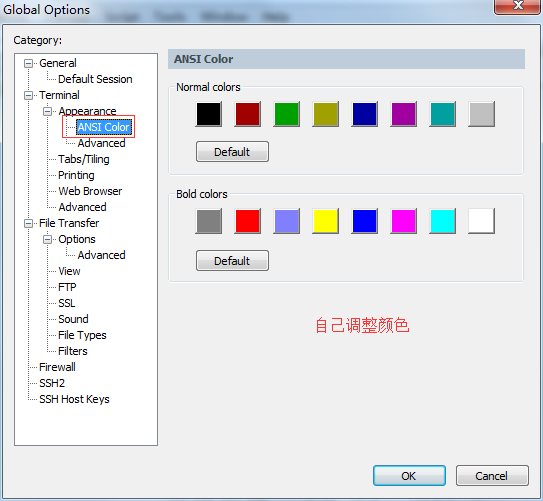 Global Options
Category:
General
Default Session
Terminal
Appearance
ANSI Color
Advanced
Tabs/Tiling
Printing
Web Browser
Advanced
File Transfer
Options
Advanced
View
FTP
SSL
Sound
File Types
Filters
Firewall
SSH2
SSH Host Keys
ANSI Color
Normal colors
Default
Bold colors
Default
自己调整颜色
OK
Cancel